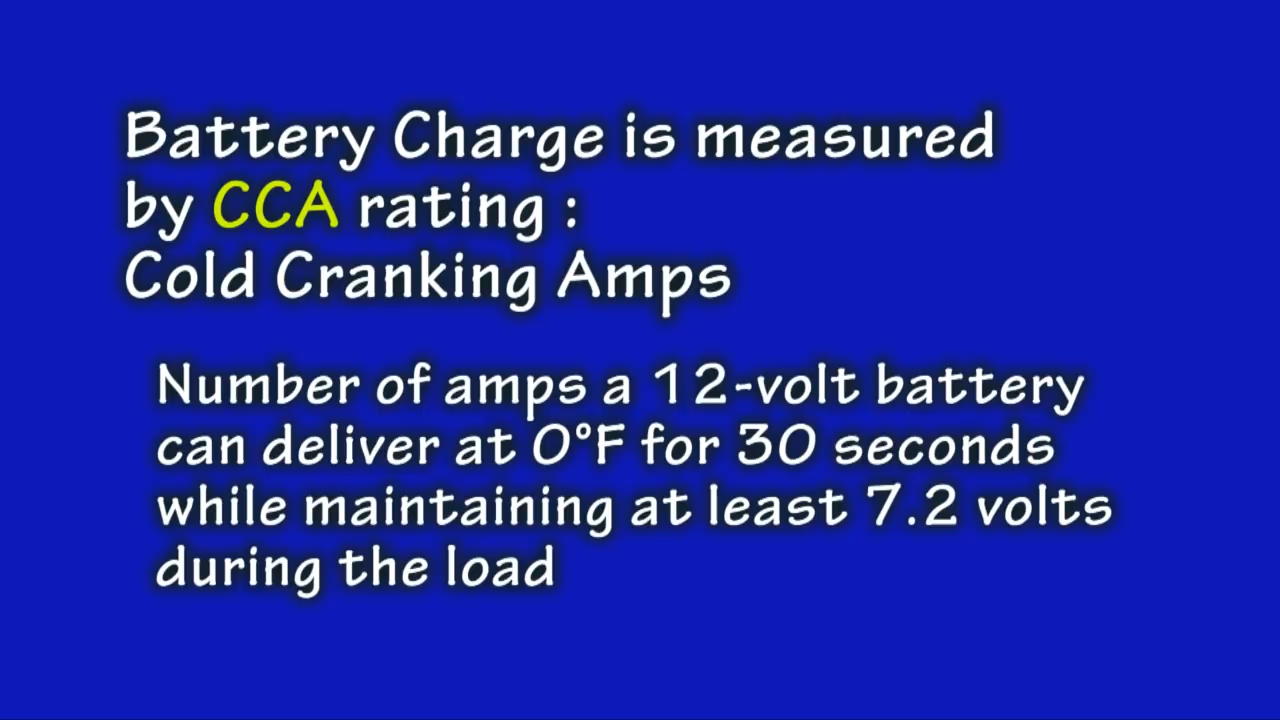 Battery Charge is measured
by CCA rating :
Cold Cranking Amps
Number of amps a 12-volt battery
can deliver at 0°F for 30 seconds
while maintaining at least 7.2 volts
during the load